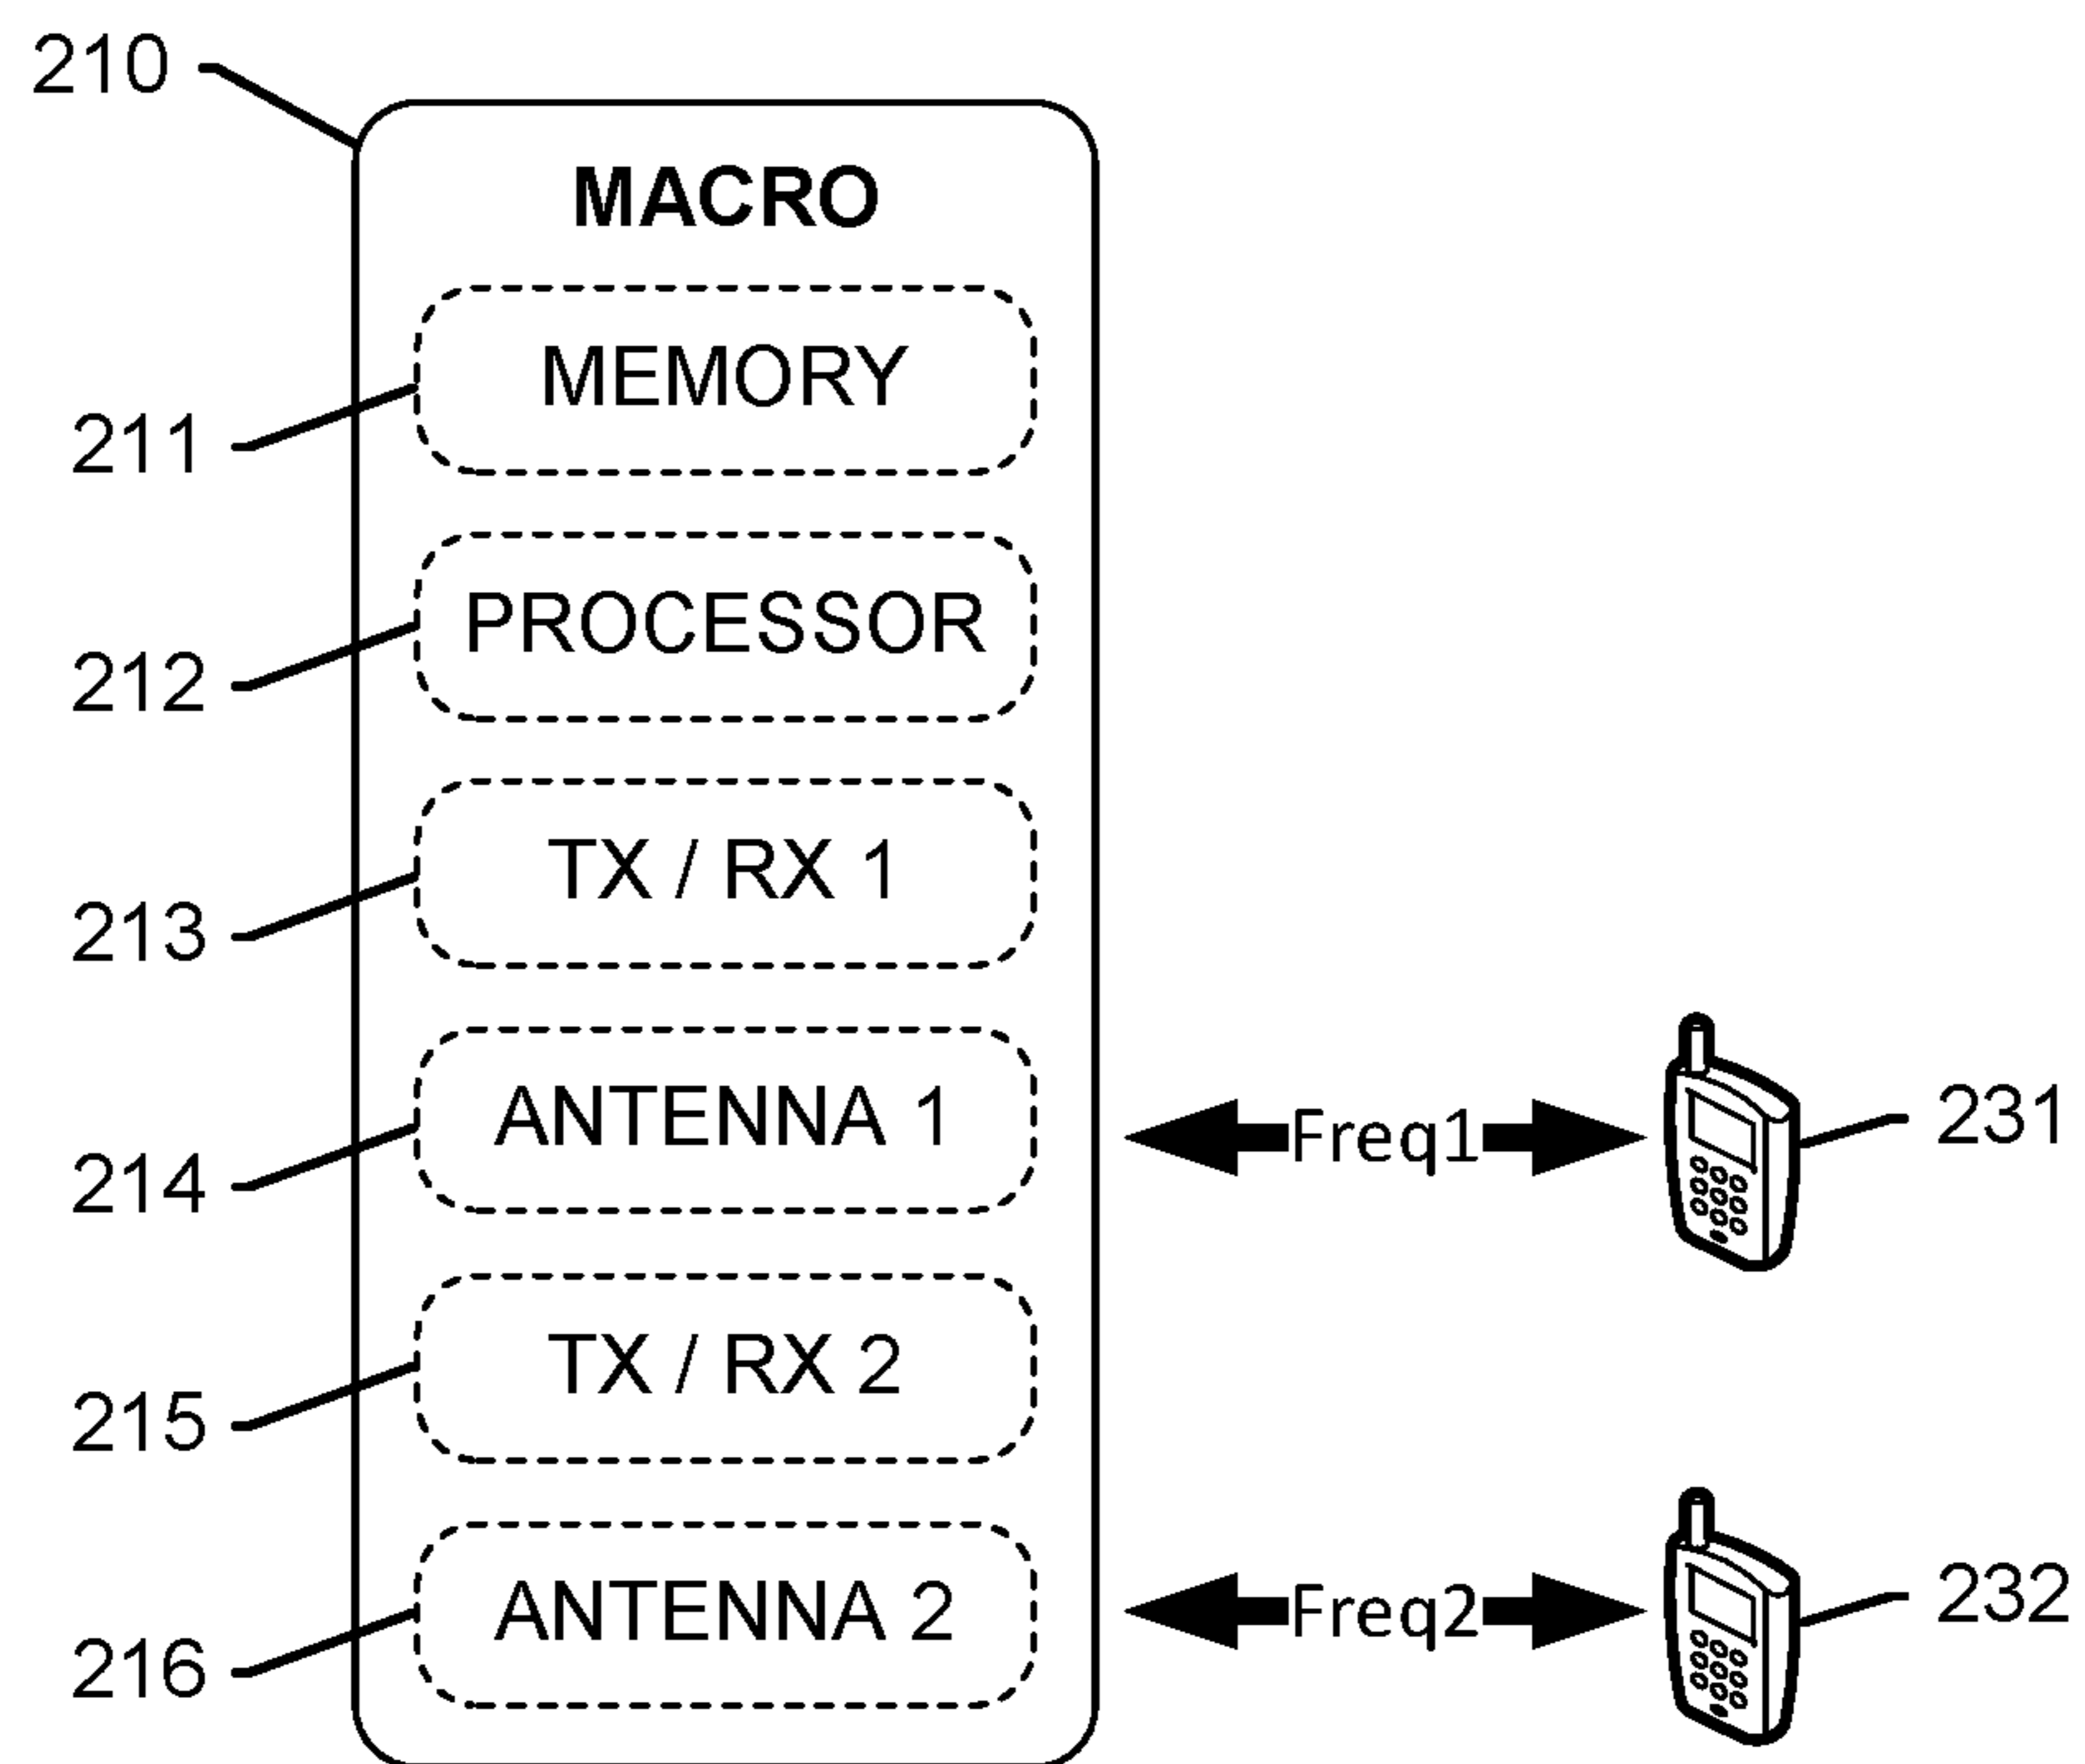 210
MACRO
MEMORY
211
PROCESSOR
212
TX / RX 1
213
ANTENNA 1
Freq1
231
214
TX / RX 2
215
ANTENNA 2
Freq2
232
216